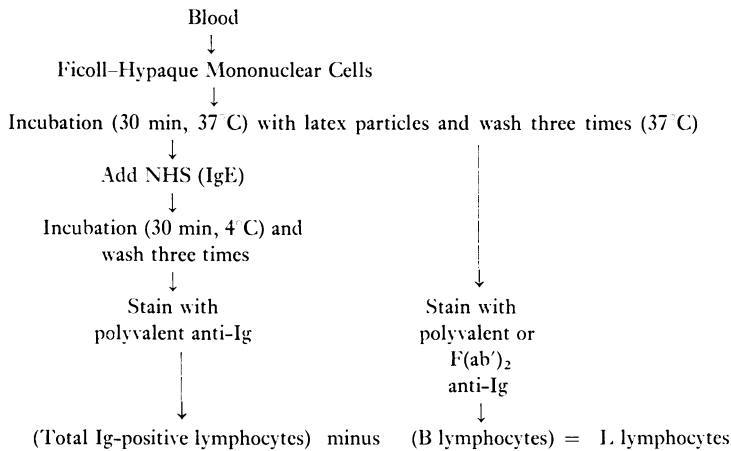 Blood
↓
Ficoll–Hypaque Mononuclear Cells
↓
Incubation (30 min, 37°C) with latex particles and wash three times (37°C)
↓
Add NHS (IgE)
↓
Incubation (30 min, 4°C) and
wash three times
↓
Stain with
polyvalent anti-Ig
↓
Stain with
polyvalent or
F(ab′)₂
anti-Ig
↓
(Total Ig-positive lymphocytes) minus (B lymphocytes) = L lymphocytes